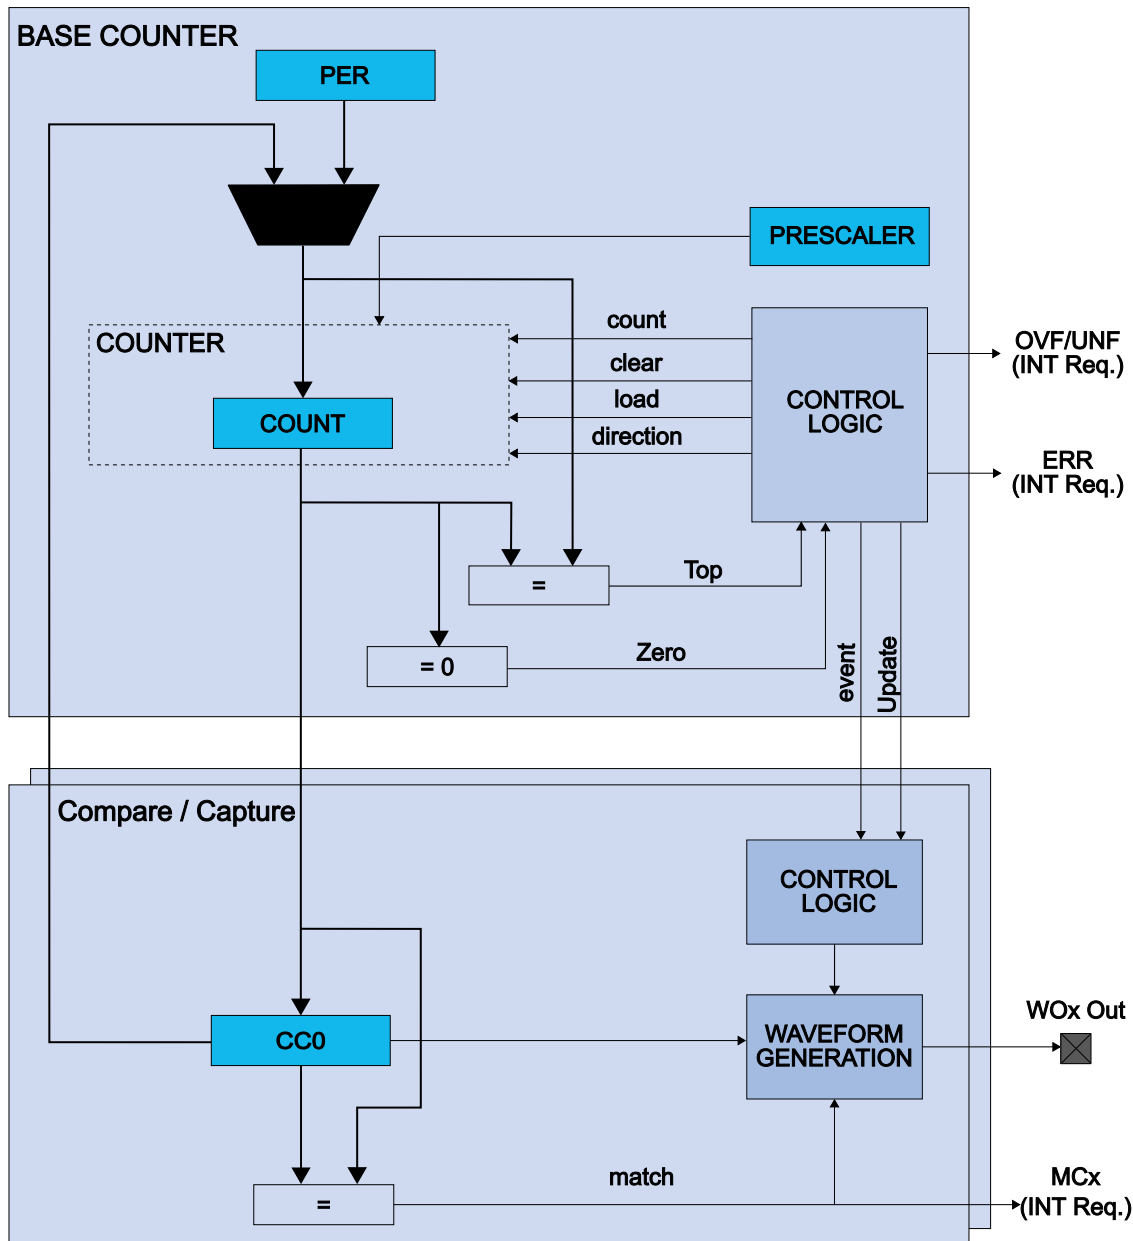 BASE COUNTER
PER
PRESCALER
COUNTER
COUNT
count
clear
load
direction
CONTROL
LOGIC
OVF/UNF
(INT Req.)
ERR
(INT Req.)
=
Top
= 0
Zero
event
Update
Compare / Capture
CONTROL
LOGIC
CC0
WAVEFORM
GENERATION
WOx Out
=
match
MCx
(INT Req.)